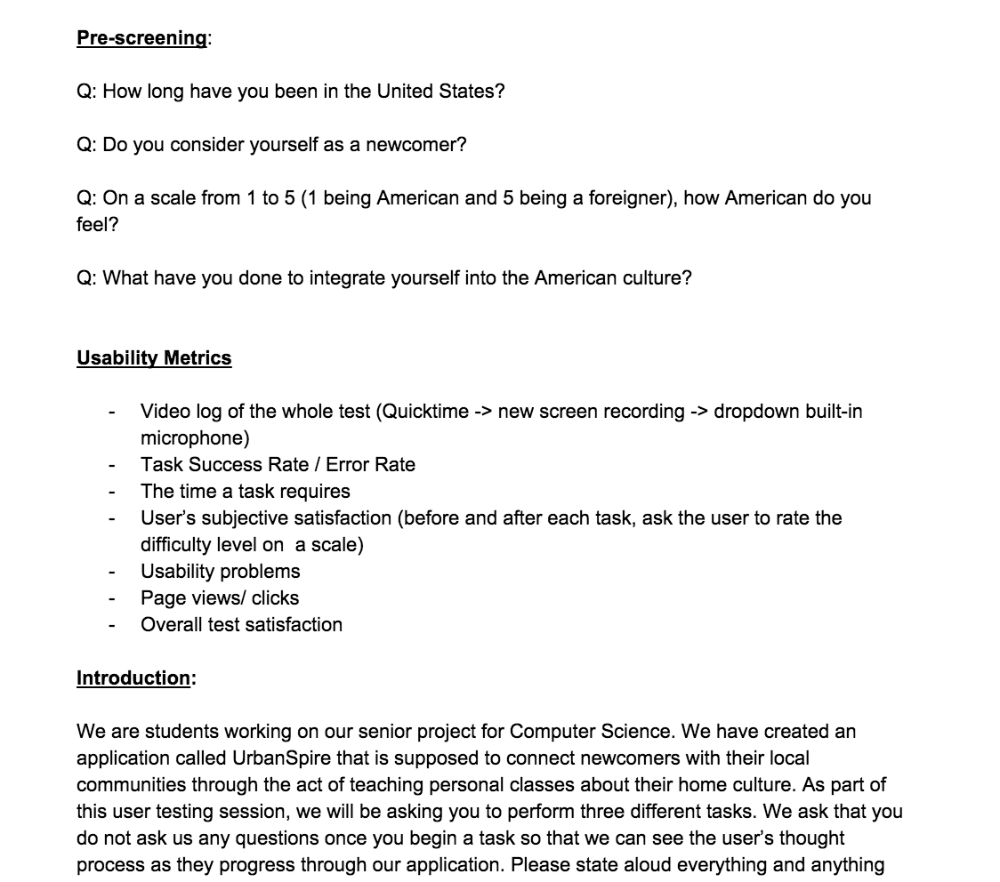 Pre-screening:
Q: How long have you been in the United States?
Q: Do you consider yourself as a newcomer?
Q: On a scale from 1 to 5 (1 being American and 5 being a foreigner), how American do you
feel?
Q: What have you done to integrate yourself into the American culture?
Usability Metrics
- Video log of the whole test (Quicktime -> new screen recording -> dropdown built-in
microphone)
- Task Success Rate / Error Rate
- The time a task requires
- User's subjective satisfaction (before and after each task, ask the user to rate the
difficulty level on  a scale)
- Usability problems
- Page views/ clicks
- Overall test satisfaction
Introduction:
We are students working on our senior project for Computer Science. We have created an
application called UrbanSpire that is supposed to connect newcomers with their local
communities through the act of teaching personal classes about their home culture. As part of
this user testing session, we will be asking you to perform three different tasks. We ask that you
do not ask us any questions once you begin a task so that we can see the user's thought
process as they progress through our application. Please state aloud everything and anything